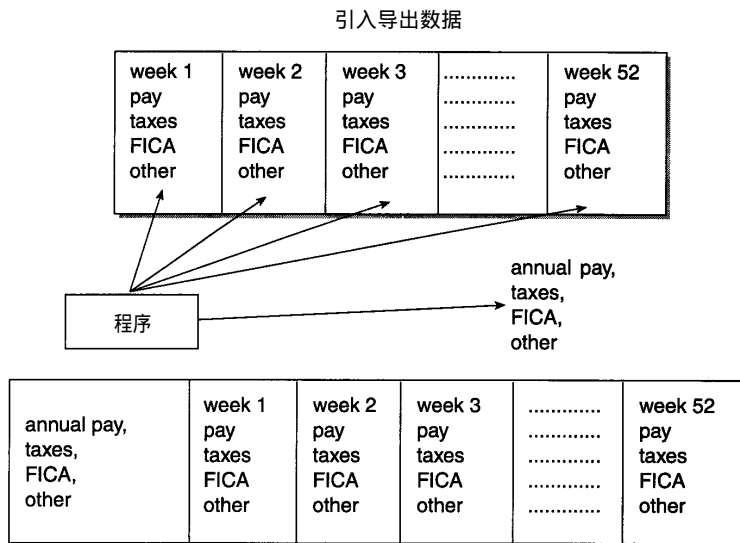 引入导出数据
week 1 week 2 week 3 ............. week 52
pay pay pay ............. pay
taxes taxes taxes ............. taxes
FICA FICA FICA ............. FICA
other other other ............. other
annual pay,
taxes,
FICA,
other
程序
annual pay,
taxes,
FICA,
other
week 1 week 2 week 3 ............. week 52
pay pay pay ............. pay
taxes taxes taxes ............. taxes
FICA FICA FICA ............. FICA
other other other ............. other